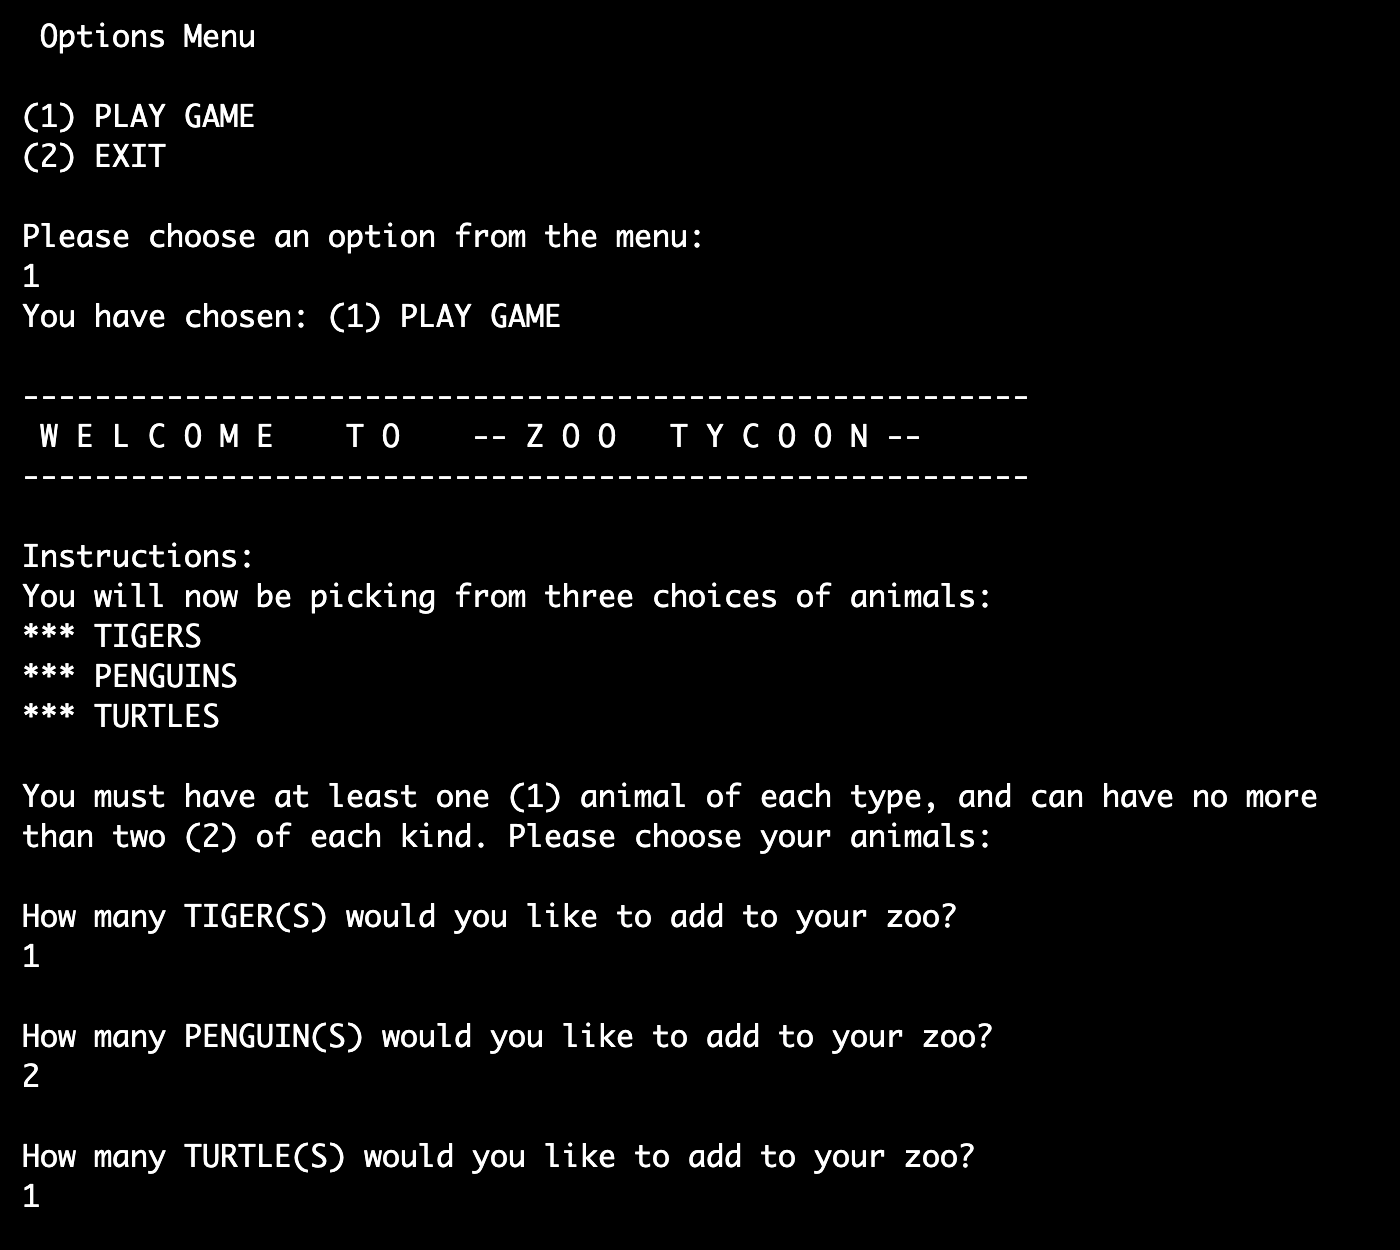 Options Menu
(1) PLAY GAME
(2) EXIT
Please choose an option from the menu:
1
You have chosen: (1) PLAY GAME
--------------------------------------------------------
W E L C O M E    T O    -- Z O O   T Y C O O N --
--------------------------------------------------------
Instructions:
You will now be picking from three choices of animals:
*** TIGERS
*** PENGUINS
*** TURTLES
You must have at least one (1) animal of each type, and can have no more
than two (2) of each kind. Please choose your animals:
How many TIGER(S) would you like to add to your zoo?
1
How many PENGUIN(S) would you like to add to your zoo?
2
How many TURTLE(S) would you like to add to your zoo?
1